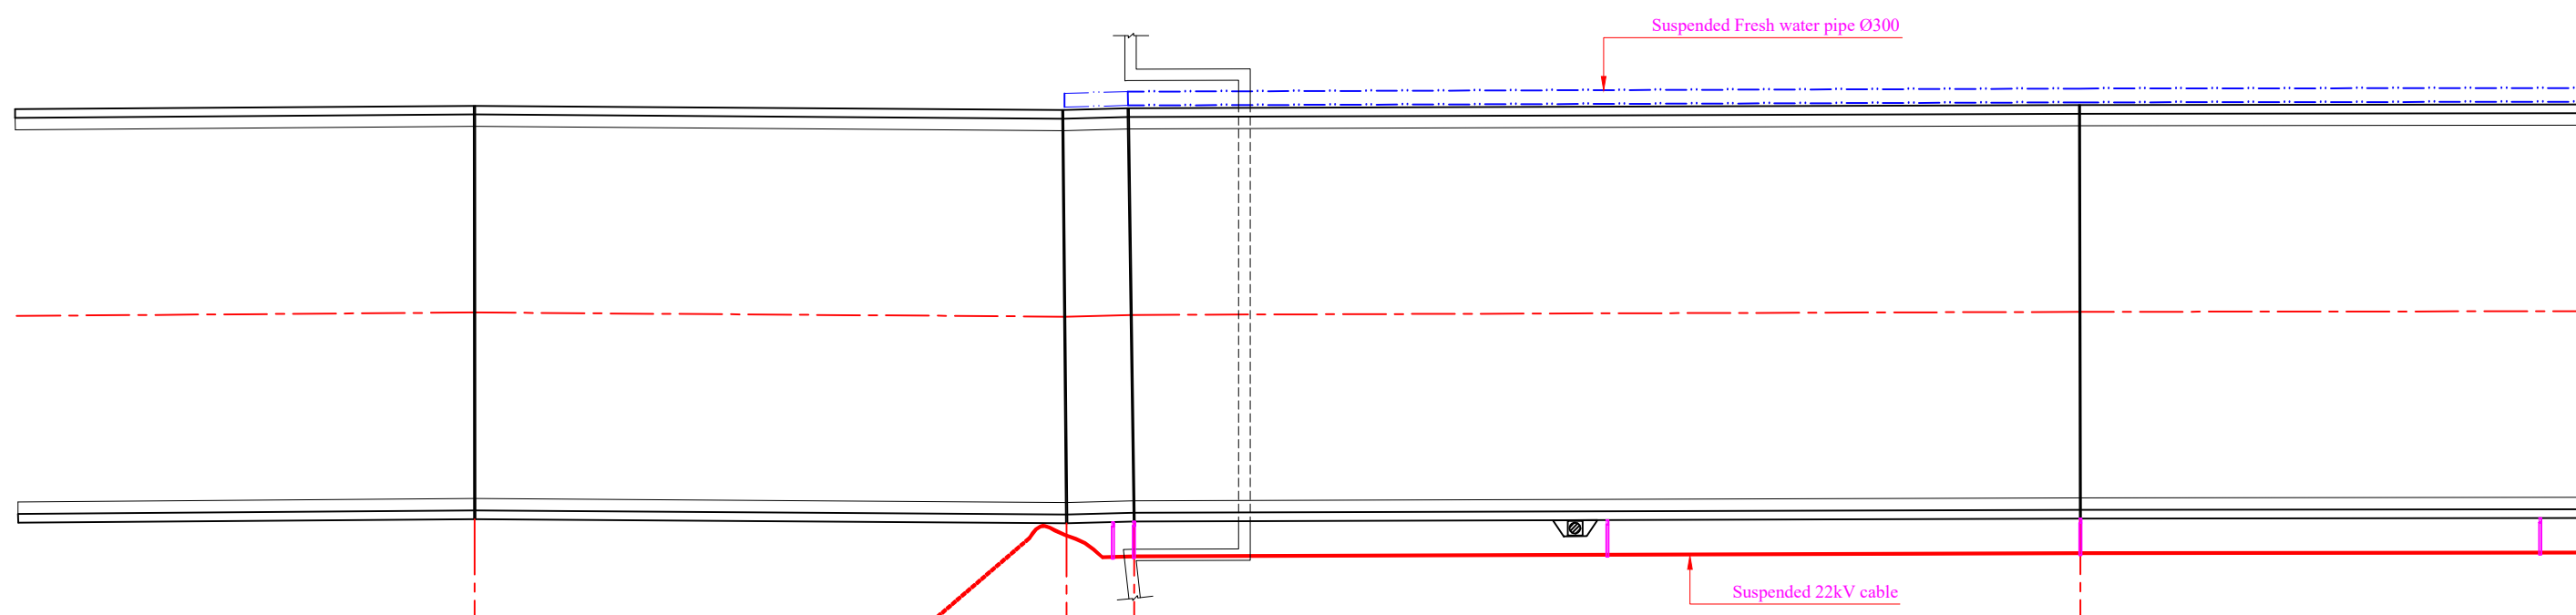 Suspended Fresh water pipe Ø300
Suspended 22kV cable